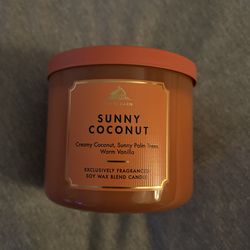 SUNNY
COCONUT
Creamy Coconut, Sunny Palm Trees,
Warm Vanilla
EXCLUSIVELY FRAGRANCED
SOY WAX BLEND CANDLE